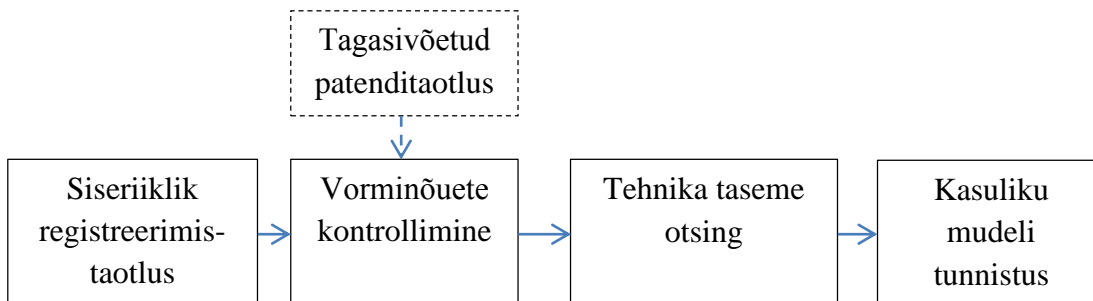 Tagasivõetud
patenditaotlus
Siseriiklik
registreerimis-
taotlus
Vorminõuete
kontrollimine
Tehnika taseme
otsing
Kasuliku
mudeli
tunnistus